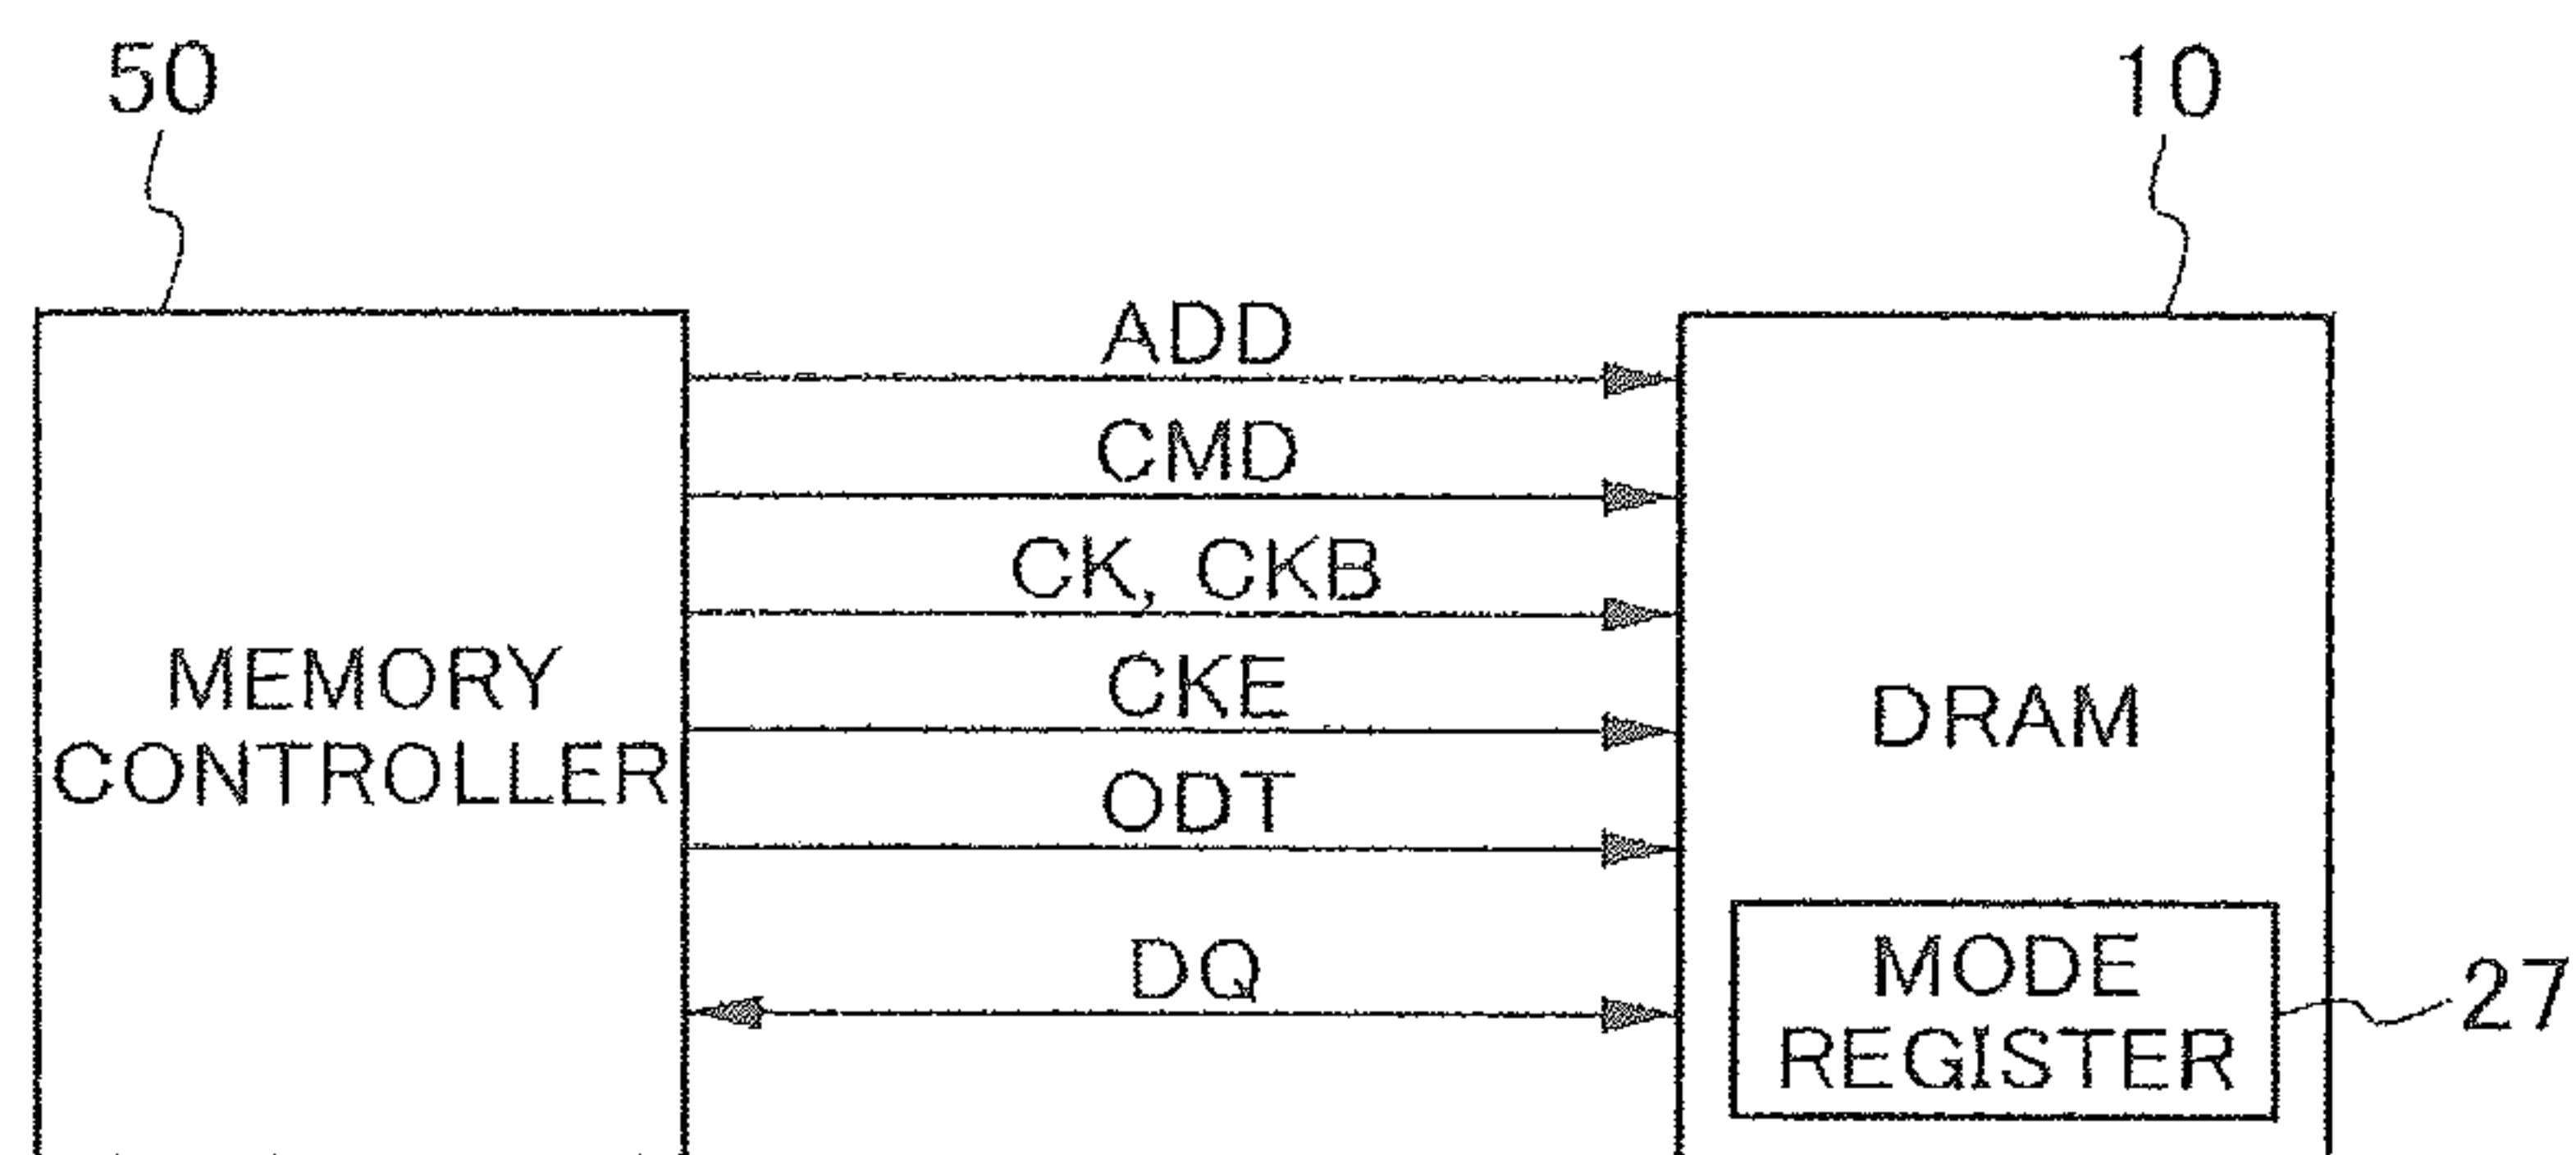 50
10
ADD
CMD
CK, CKB
CKE
ODT
DQ
MEMORY
CONTROLLER
DRAM
MODE
REGISTER
27